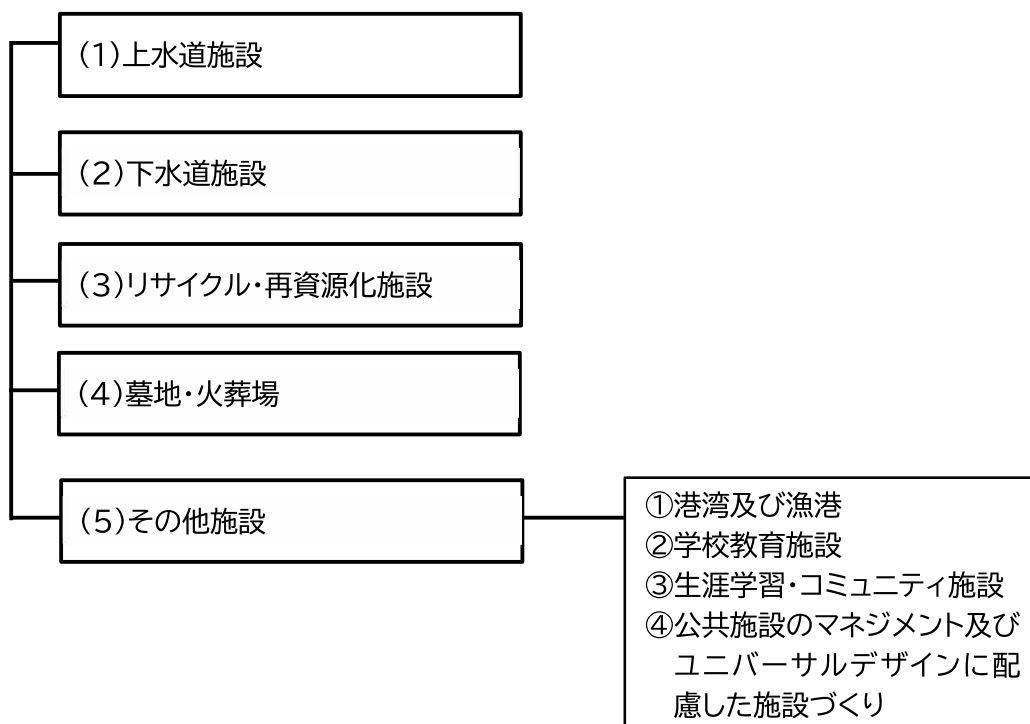 (1)上水道施設
(2)下水道施設
(3)リサイクル・再資源化施設
(4)墓地・火葬場
(5)その他施設
①港湾及び漁港
②学校教育施設
③生涯学習・コミュニティ施設
④公共施設のマネジメント及び
ユニバーサルデザインに配
慮した施設づくり